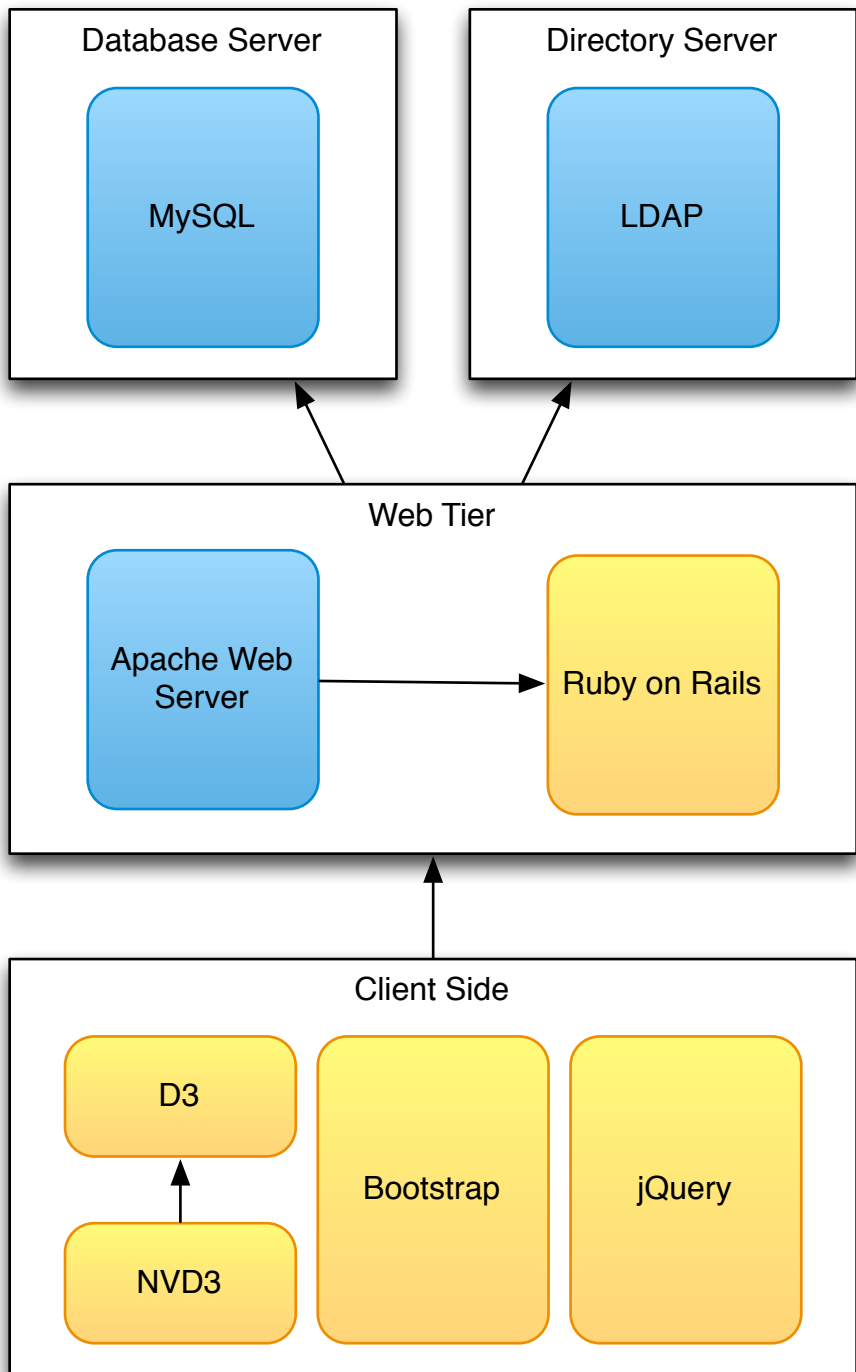 Database Server
Directory Server
MySQL
LDAP
Web Tier
Apache Web
Server
Ruby on Rails
Client Side
D3
Bootstrap
jQuery
NVD3